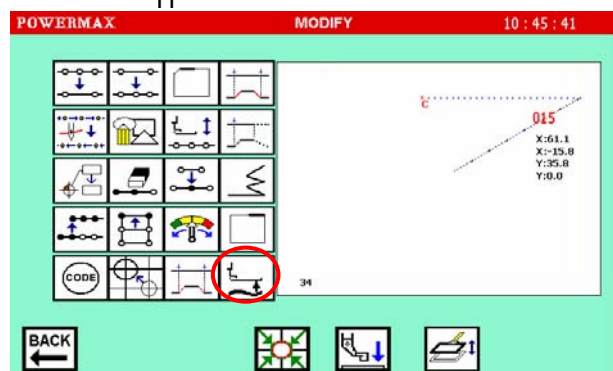 POWERMAX MODIFY 10 : 45 : 41
C
015
X:61.1
X:-15.8
Y:35.8
Y:0.0
CODE
34
BACK